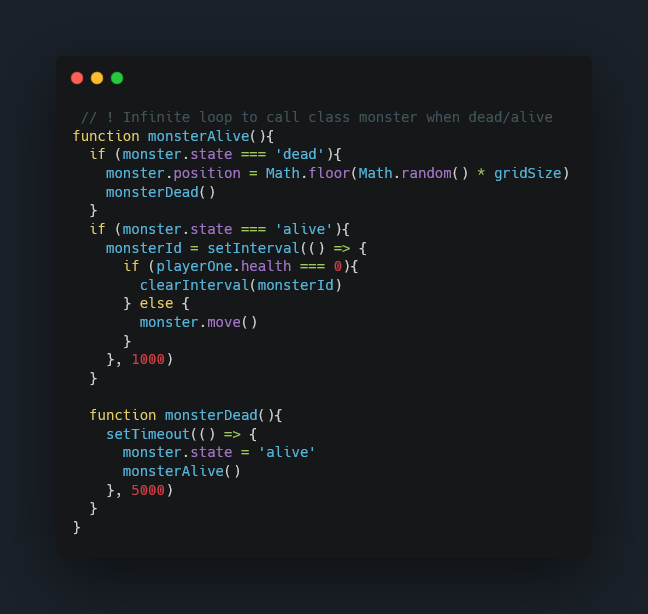 // ! Infinite loop to call class monster when dead/alive
function monsterAlive(){
  if (monster.state === 'dead'){
    monster.position = Math.floor(Math.random() * gridSize)
    monsterDead()
  }
  if (monster.state === 'alive'){
    monsterId = setInterval(() => {
      if (playerOne.health === 0){
        clearInterval(monsterId)
      } else {
        monster.move()
      }
    }, 1000)
  }

  function monsterDead(){
    setTimeout(() => {
      monster.state = 'alive'
      monsterAlive()
    }, 5000)
  }
}